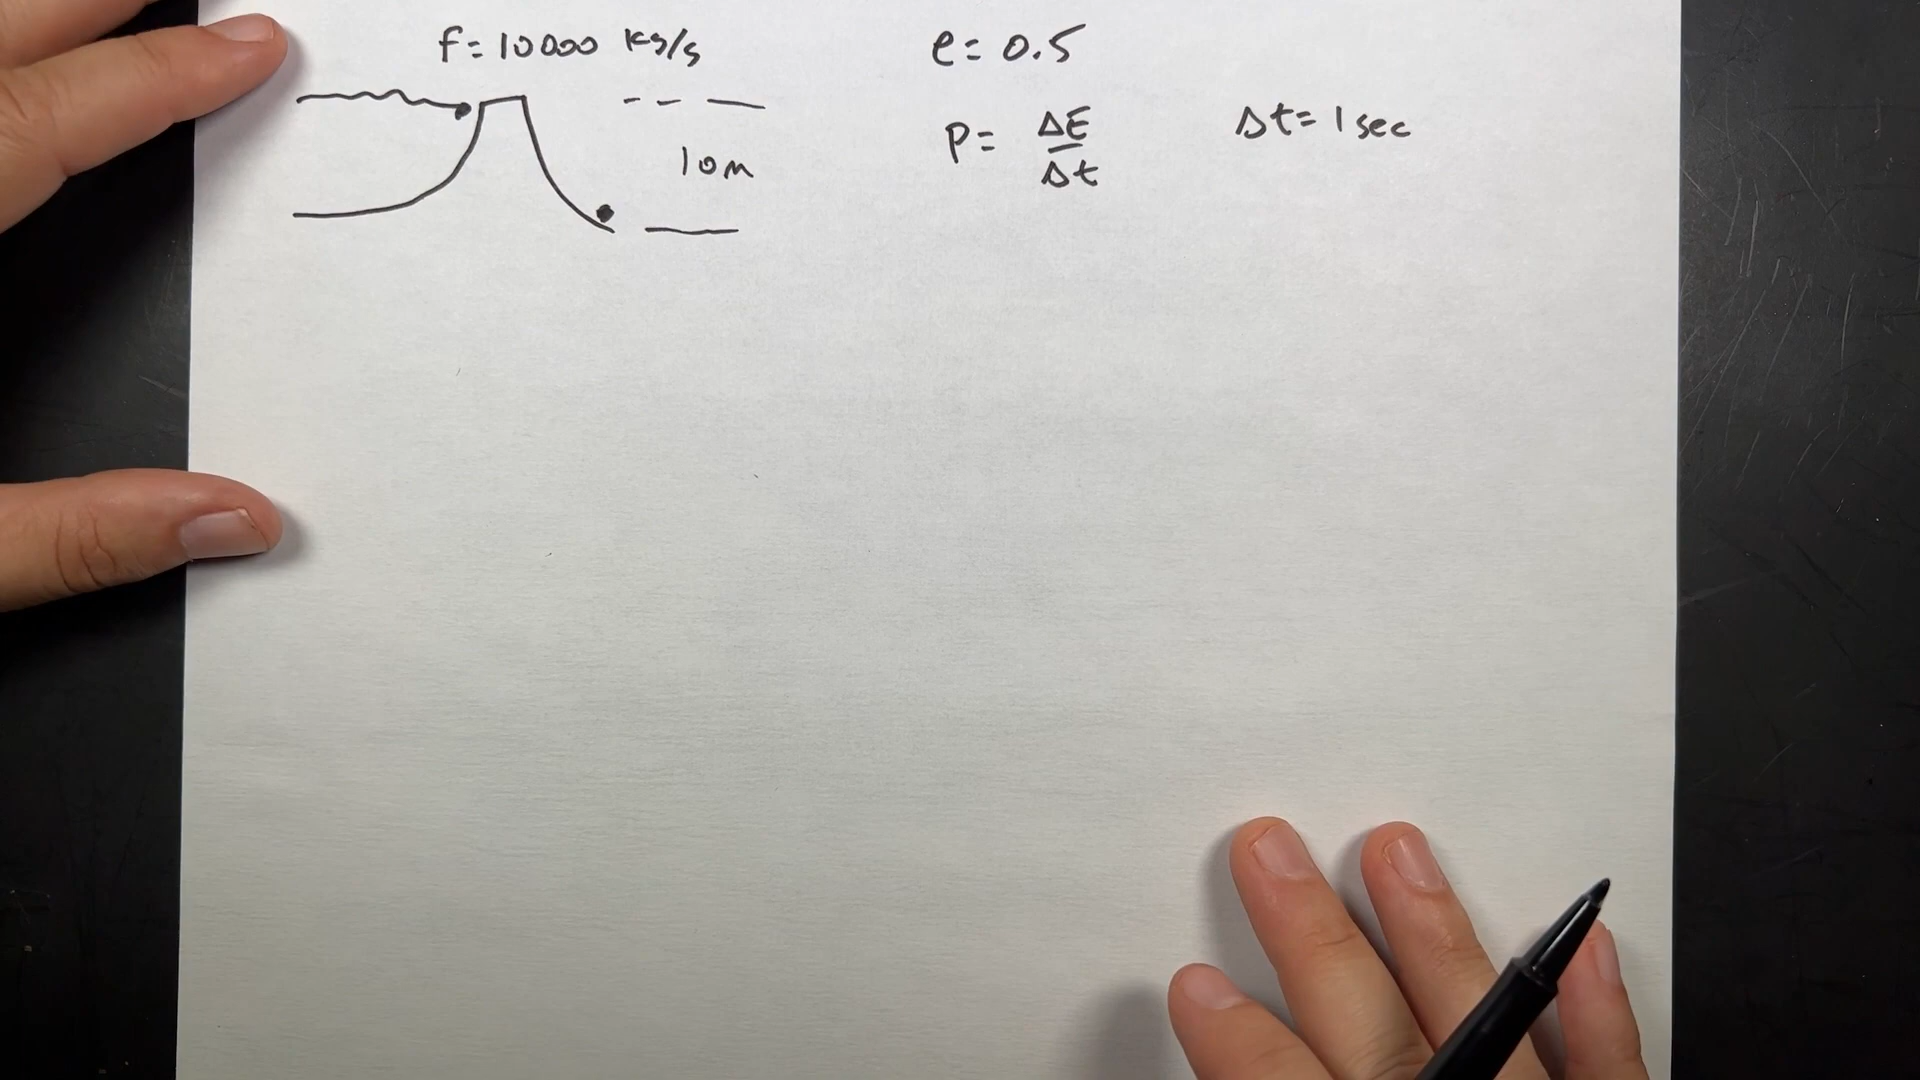 f = 10000 kg/s
10m
e = 0.5
P = ΔE/Δt
Δt = 1 sec